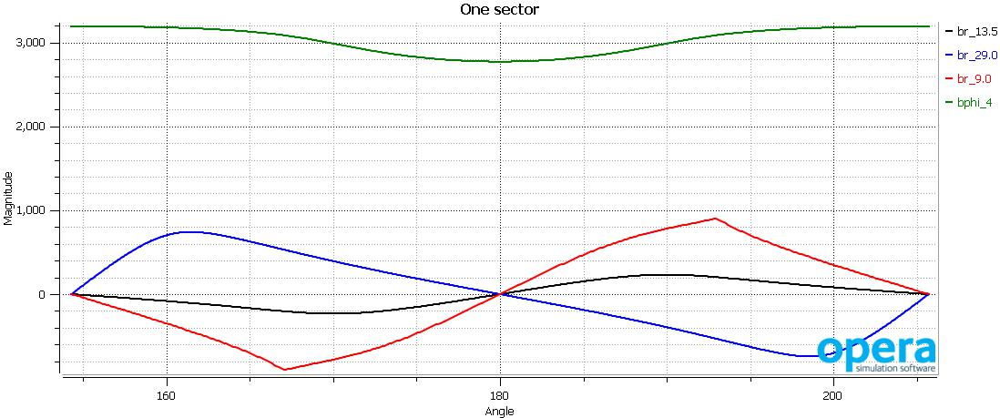 One sector
3,000
2,000
1,000
0
Magnitude
160
180
200
Angle
br_13.5
br_29.0
br_9.0
bphi_4
opera
simulation software